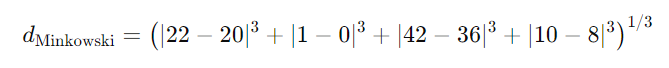 d_Minkowski = (|22 − 20|^3 + |1 − 0|^3 + |42 − 36|^3 + |10 − 8|^3)^{1/3}